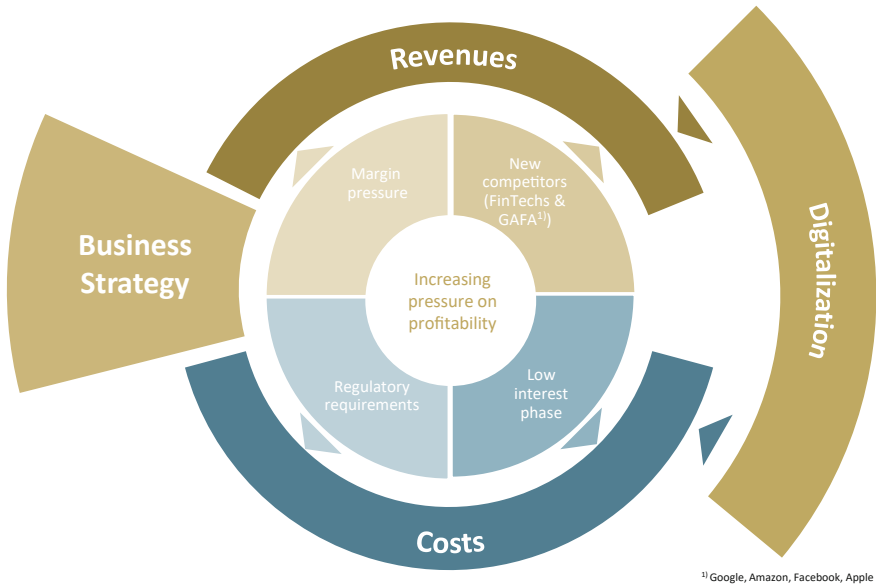 Revenues
Margin
pressure
New
competitors
(FinTechs &
GAFA¹⁾)
Business
Strategy
Increasing
pressure on
profitability
Digitalization
Regulatory
requirements
Low
interest
phase
Costs
¹⁾ Google, Amazon, Facebook, Apple